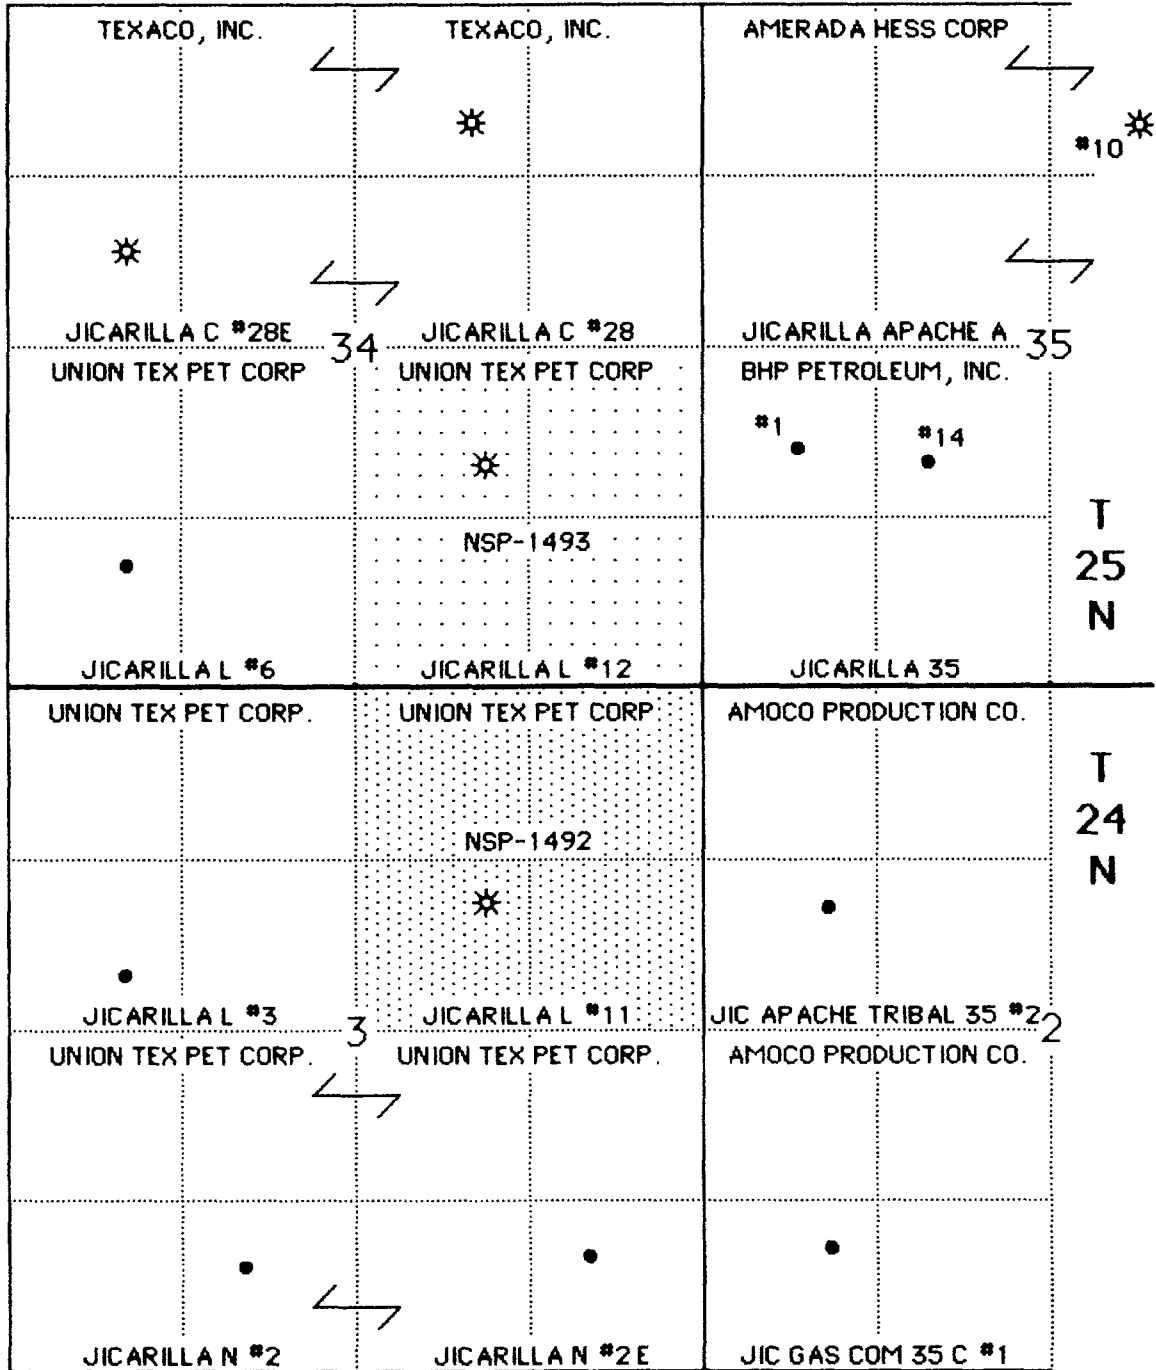 TEXACO, INC.
TEXACO, INC.
AMERADA HESS CORP
#10
JICARILLA C #28E
JICARILLA C #28
JICARILLA APACHE A
34
35
UNION TEX PET CORP
UNION TEX PET CORP
BHP PETROLEUM, INC.
#1
#14
NSP-1493
T
25
N
JICARILLA L #6
JICARILLA L #12
JICARILLA 35
UNION TEX PET CORP.
UNION TEX PET CORP
AMOCO PRODUCTION CO.
T
24
N
NSP-1492
JICARILLA L #3
JICARILLA L #11
JIC APACHE TRIBAL 35 #2
3
2
UNION TEX PET CORP.
UNION TEX PET CORP.
AMOCO PRODUCTION CO.
JICARILLA N #2
JICARILLA N #2E
JIC GAS COM 35 C #1